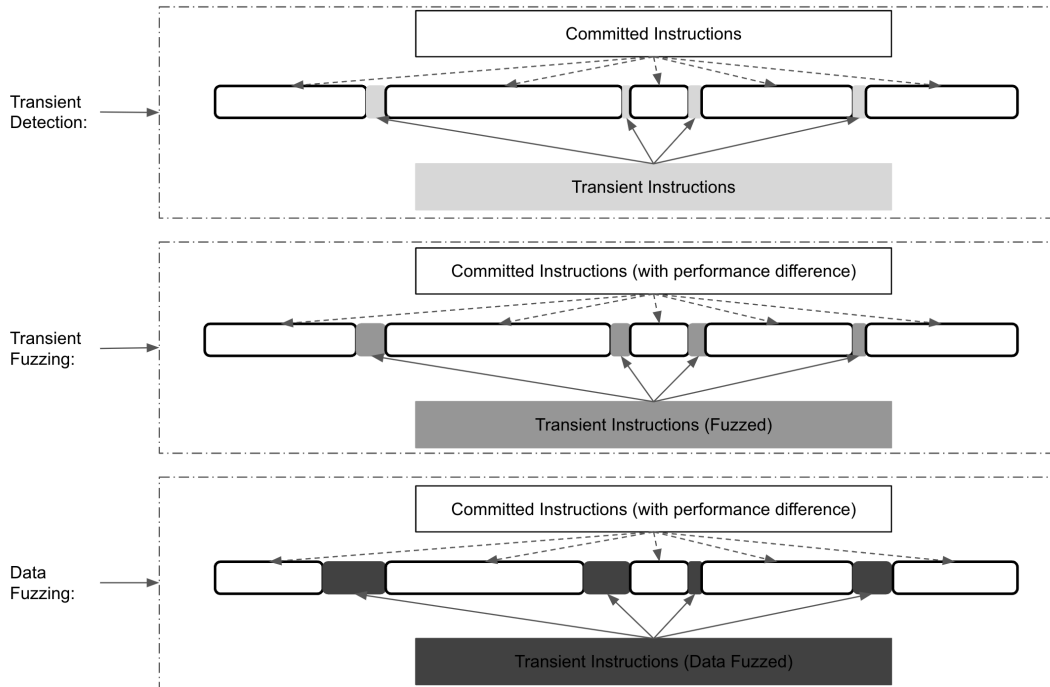 Committed Instructions
Transient
Detection:
Transient Instructions
Committed Instructions (with performance difference)
Transient
Fuzzing:
Transient Instructions (Fuzzed)
Committed Instructions (with performance difference)
Data
Fuzzing:
Transient Instructions (Data Fuzzed)